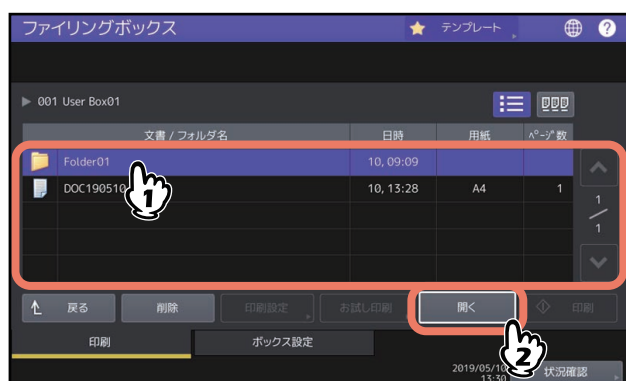 ファイリングボックス テンプレート ?
001 User Box01
文書 / フォルダ名 日時 用紙 ページ数
Folder01 10, 09:09
DOC190510 10, 13:28 A4 1
1
1
1
戻る 削除 印刷設定 お試し印刷 開く 印刷
2
印刷 ボックス設定
2019/05/10
13:30
状況確認